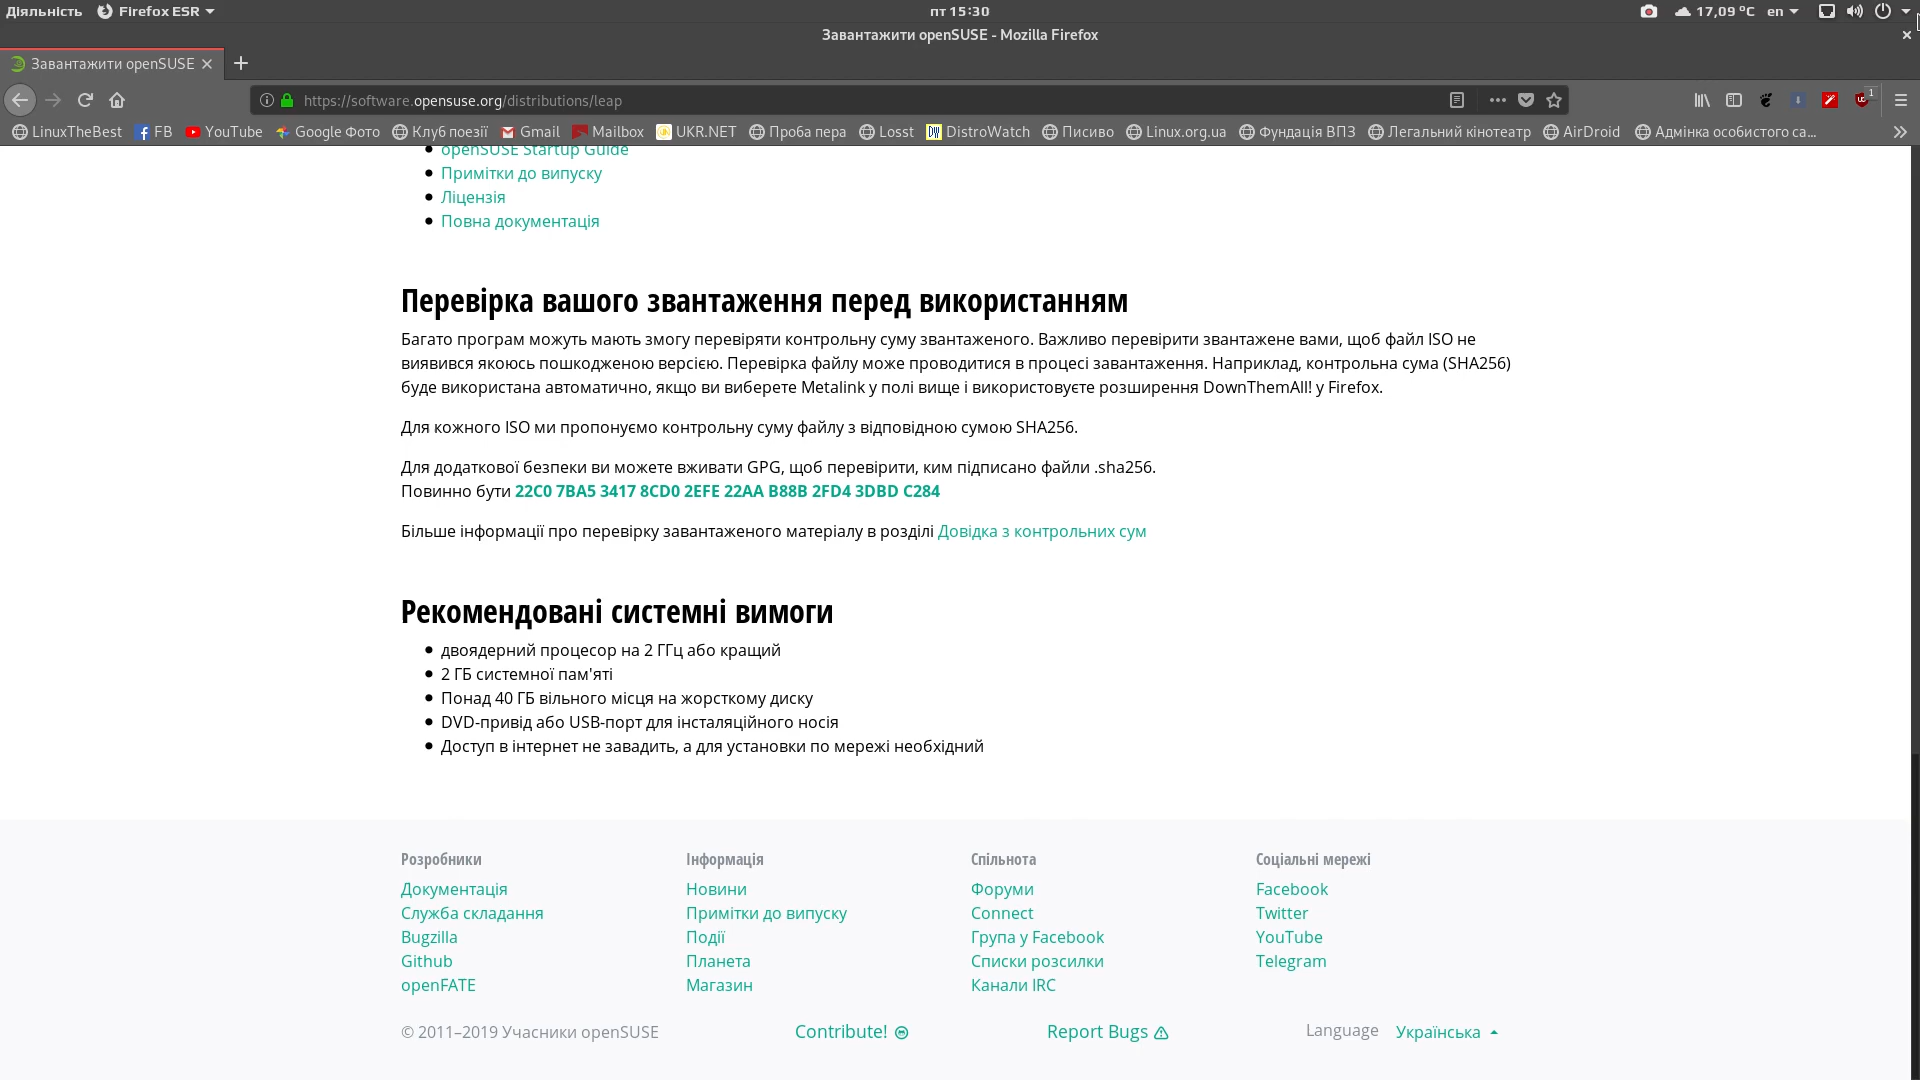 Діяльність Firefox ESR пт 15:30 17,09 °C en
Завантажити openSUSE - Mozilla Firefox
Завантажити openSUSE
https://software.opensuse.org/distributions/leap 1
LinuxTheBest FB YouTube Google Фото Клуб поезії Gmail Mailbox UKR.NET Проба пера Losst DistroWatch Писиво Linux.org.ua Фундація ВПЗ Легальний кінотеатр AirDroid Адмінка особистого са...
openSUSE Startup Guide
Примітки до випуску
Ліцензія
Повна документація
Перевірка вашого звантаження перед використанням
Багато програм можуть мають змогу перевіряти контрольну суму звантаженого. Важливо перевірити звантажене вами, щоб файл ISO не
виявився якоюсь пошкодженою версією. Перевірка файлу може проводитися в процесі завантаження. Наприклад, контрольна сума (SHA256)
буде використана автоматично, якщо ви виберете Metalink у полі вище і використовуєте розширення DownThemAll! у Firefox.
Для кожного ISO ми пропонуємо контрольну суму файлу з відповідною сумою SHA256.
Для додаткової безпеки ви можете вживати GPG, щоб перевірити, ким підписано файли .sha256.
Повинно бути 22C0 7BA5 3417 8CD0 2EFE 22AA B88B 2FD4 3DBD C284
Більше інформації про перевірку завантаженого матеріалу в розділі Довідка з контрольних сум
Рекомендовані системні вимоги
двоядерний процесор на 2 ГГц або кращий
2 ГБ системної пам'яті
Понад 40 ГБ вільного місця на жорсткому диску
DVD-привід або USB-порт для інсталяційного носія
Доступ в інтернет не завадить, а для установки по мережі необхідний
Розробники Інформація Спільнота Соціальні мережі
Документація Новини Форуми Facebook
Служба складання Примітки до випуску Connect Twitter
Bugzilla Події Група у Facebook YouTube
Github Планета Списки розсилки Telegram
openFATE Магазин Канали IRC
© 2011–2019 Учасники openSUSE Contribute! Report Bugs Language Українська